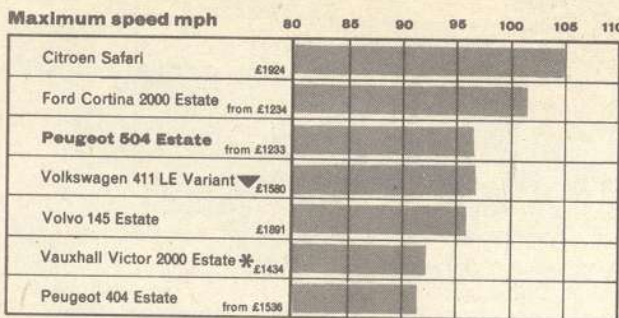 Maximum speed mph 80 85 90 95 100 105 110
Citroen Safari £1924
Ford Cortina 2000 Estate from £1234
Peugeot 504 Estate from £1233
Volkswagen 411 LE Variant ▼ £1580
Volvo 145 Estate £1891
Vauxhall Victor 2000 Estate * £1434
Peugeot 404 Estate from £1536